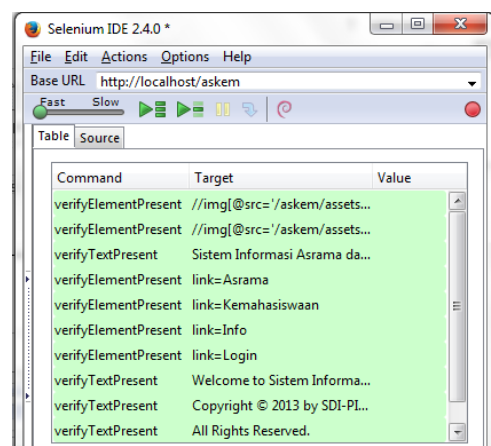 Selenium IDE 2.4.0 *
File Edit Actions Options Help
Base URL http://localhost/askem
Fast Slow
Table Source
Command Target Value
verifyElementPresent //img[@src='/askem/assets...
verifyElementPresent //img[@src='/askem/assets...
verifyTextPresent Sistem Informasi Asrama da...
verifyElementPresent link=Asrama
verifyElementPresent link=Kemahasiswaan
verifyElementPresent link=Info
verifyElementPresent link=Login
verifyTextPresent Welcome to Sistem Informa...
verifyTextPresent Copyright © 2013 by SDI-PI...
verifyTextPresent All Rights Reserved.